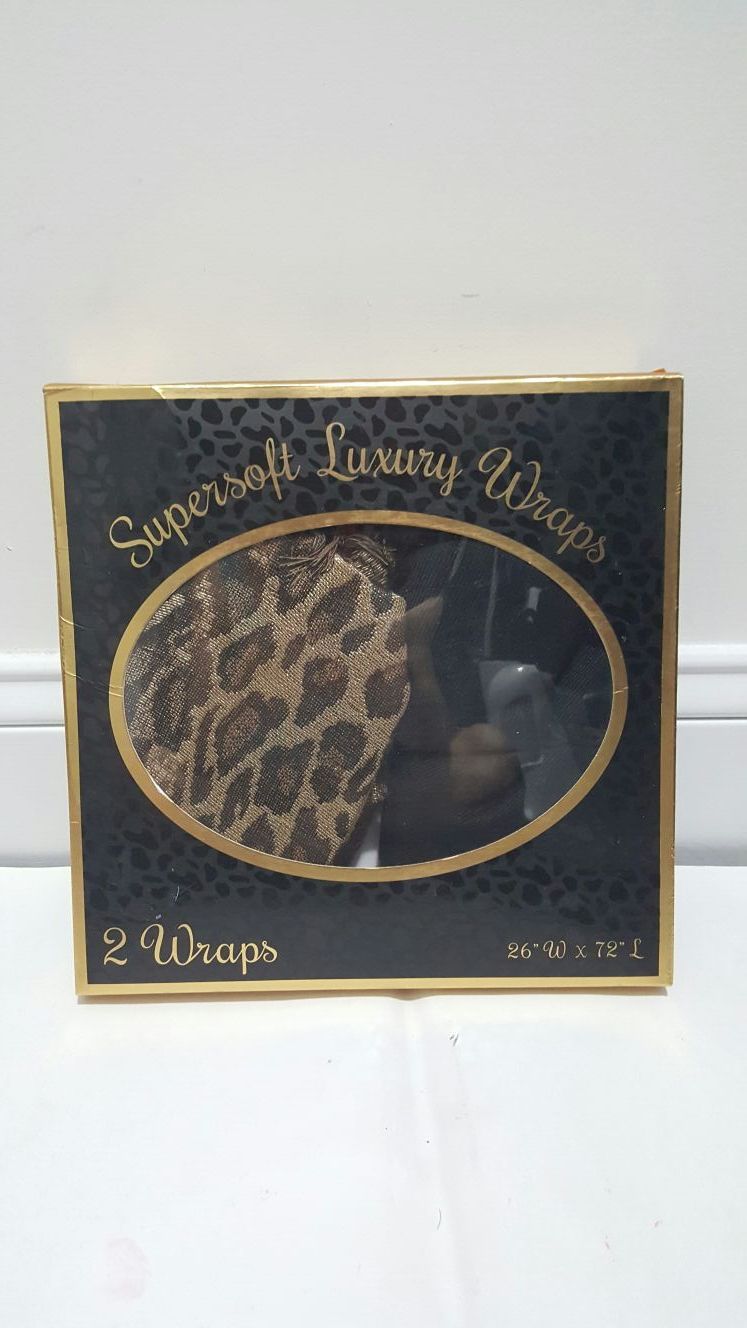 Supersoft Luxury Wraps
2 Wraps
26" W x 72" L